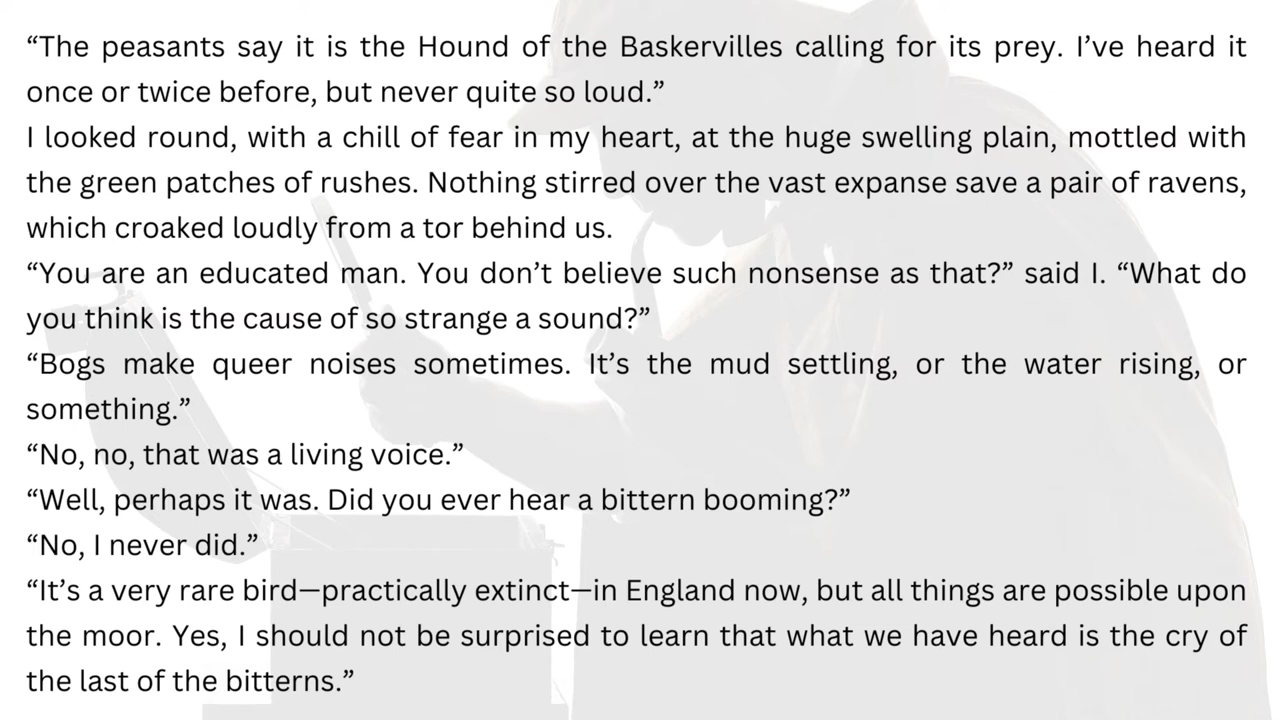 “The peasants say it is the Hound of the Baskervilles calling for its prey. I’ve heard it
once or twice before, but never quite so loud.”
I looked round, with a chill of fear in my heart, at the huge swelling plain, mottled with
the green patches of rushes. Nothing stirred over the vast expanse save a pair of ravens,
which croaked loudly from a tor behind us.
“You are an educated man. You don’t believe such nonsense as that?” said I. “What do
you think is the cause of so strange a sound?”
“Bogs make queer noises sometimes. It’s the mud settling, or the water rising, or
something.”
“No, no, that was a living voice.”
“Well, perhaps it was. Did you ever hear a bittern booming?”
“No, I never did.”
“It’s a very rare bird—practically extinct—in England now, but all things are possible upon
the moor. Yes, I should not be surprised to learn that what we have heard is the cry of
the last of the bitterns.”